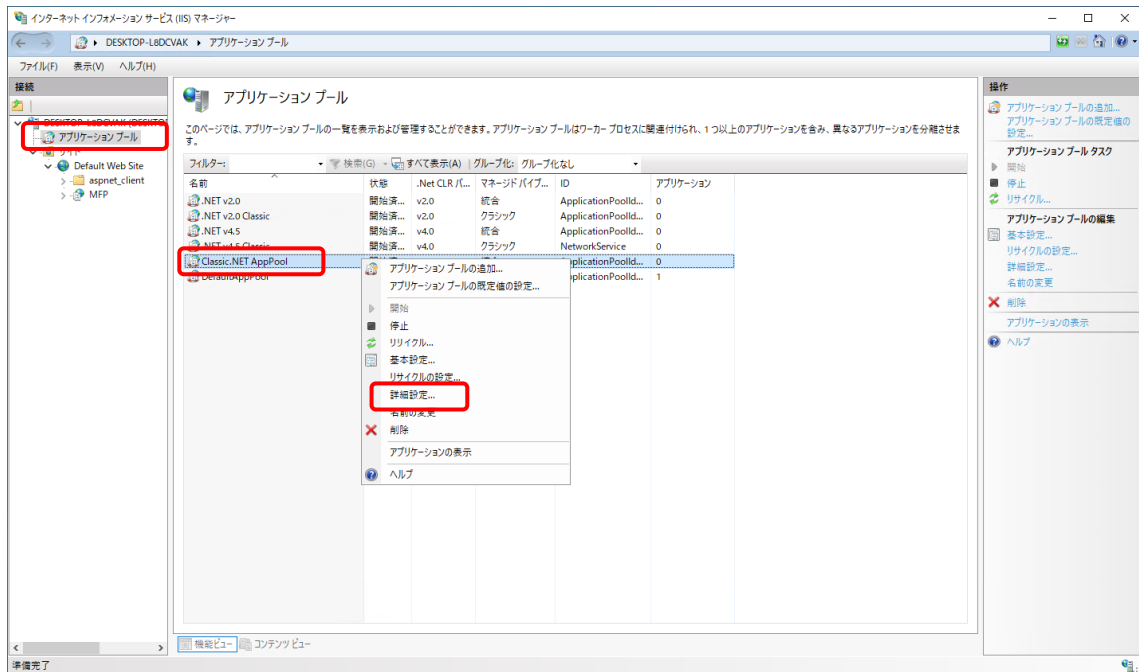 インターネット インフォメーション サービス (IIS) マネージャー
DESKTOP-L8DCVAK
アプリケーション プール
ファイル(F) 表示(V) ヘルプ(H)
接続
DESKTOP-L8DCVAK (DESKTO
アプリケーション プール
サイト
Default Web Site
aspnet_client
MFP
アプリケーション プール
このページでは、アプリケーション プールの一覧を表示および管理することができます。アプリケーション プールはワーカー プロセスに関連付けられ、1 つ以上のアプリケーションを含み、異なるアプリケーションを分離させま
す。
フィルター: 検索(G) すべて表示(A) グループ化: グループ化なし
名前 状態 .Net CLR バ... マネージド パイプ... ID アプリケーション
.NET v2.0 開始済... v2.0 統合 ApplicationPoolId... 0
.NET v2.0 Classic 開始済... v2.0 クラシック ApplicationPoolId... 0
.NET v4.5 開始済... v4.0 統合 ApplicationPoolId... 0
.NET v4.5 Classic 開始済... v4.0 クラシック NetworkService 0
Classic .NET AppPool pplicationPoolId... 0
DefaultAppPool pplicationPoolId... 1
アプリケーション プールの追加...
アプリケーション プールの既定値の設定...
開始
停止
リサイクル...
基本設定...
リサイクルの設定...
詳細設定...
名前の変更
削除
アプリケーションの表示
ヘルプ
操作
アプリケーション プールの追加...
アプリケーション プールの既定値の
設定...
アプリケーション プール タスク
開始
停止
リサイクル...
アプリケーション プールの編集
基本設定...
リサイクルの設定...
詳細設定...
名前の変更
削除
アプリケーションの表示
ヘルプ
機能ビュー コンテンツ ビュー
準備完了